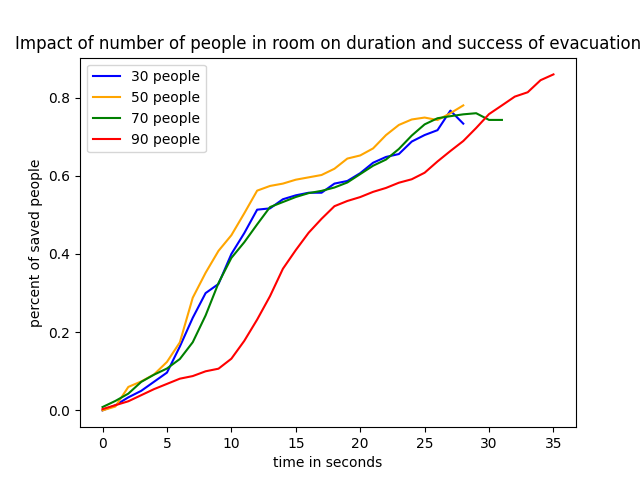 Impact of number of people in room on duration and success of evacuation
30 people
50 people
70 people
90 people
percent of saved people
0.8
0.6
0.4
0.2
0.0
0 5 10 15 20 25 30 35
time in seconds